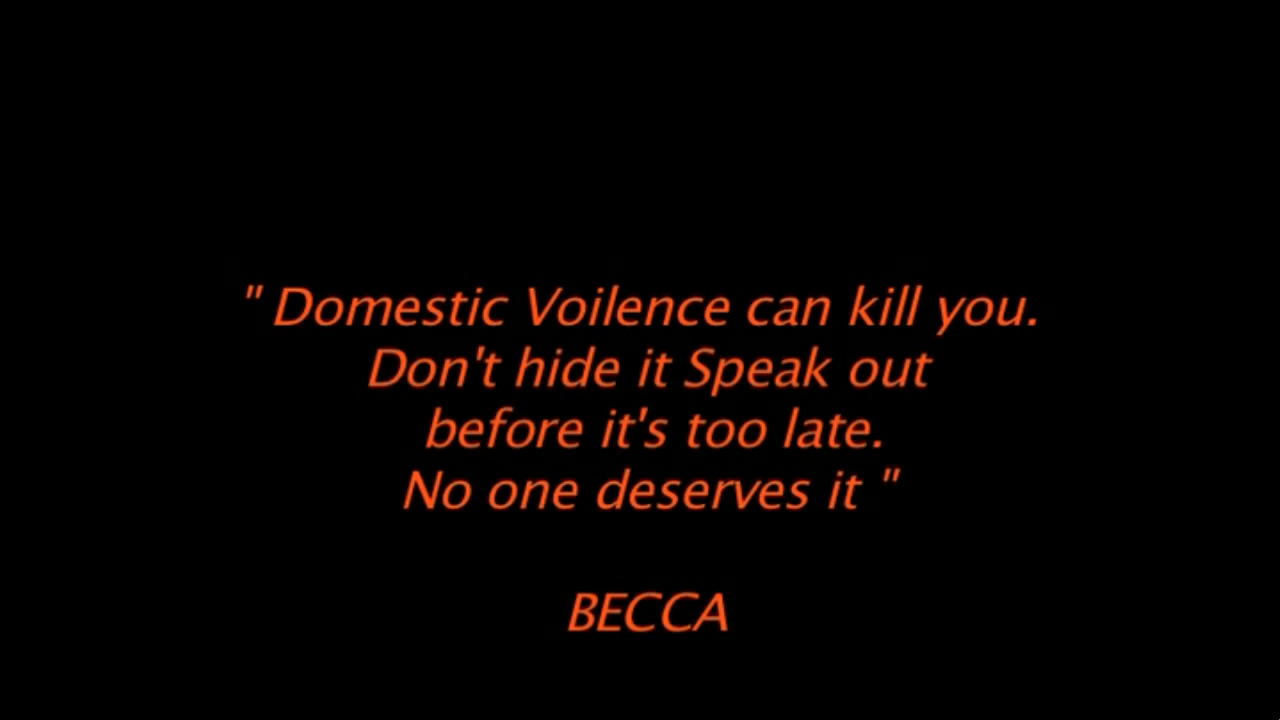 " Domestic Voilence can kill you.
Don't hide it Speak out
before it's too late.
No one deserves it "
BECCA